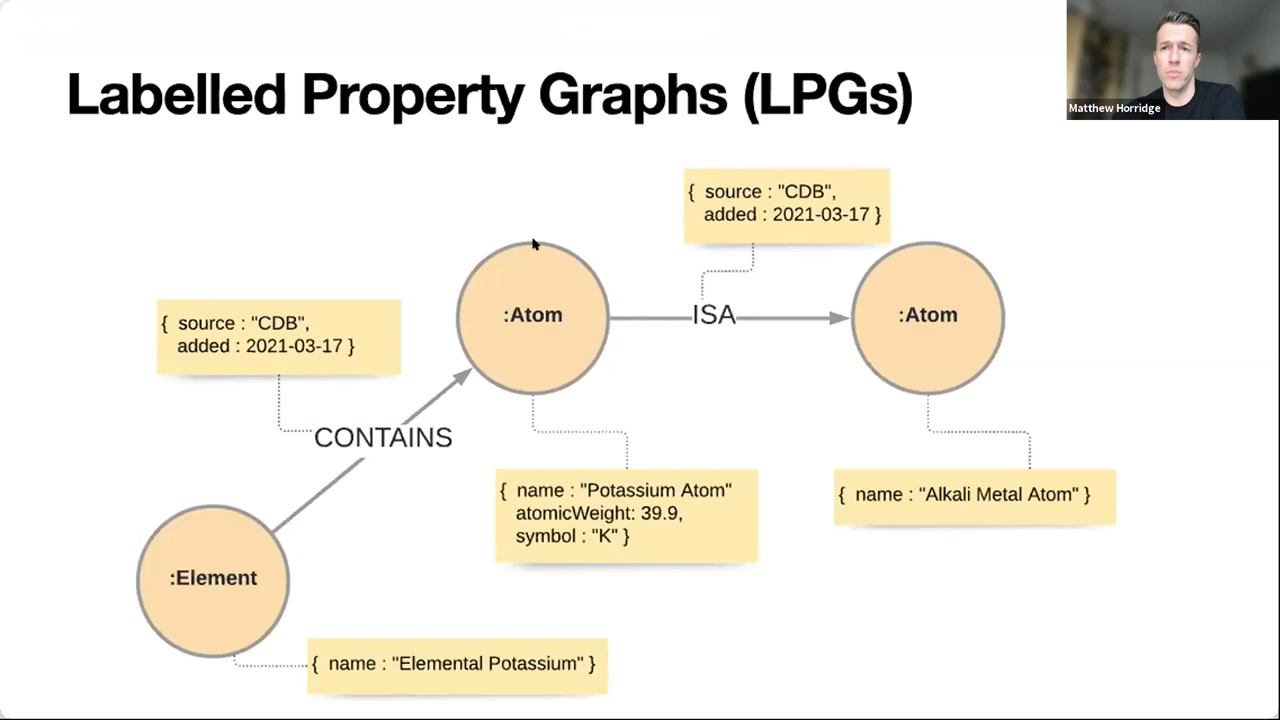 Labelled Property Graphs (LPGs)
Matthew Horridge
{ source : "CDB",
added : 2021-03-17 }
:Atom
ISA
:Atom
{ source : "CDB",
added : 2021-03-17 }
CONTAINS
{ name : "Potassium Atom"
atomicWeight: 39.9,
symbol : "K" }
{ name : "Alkali Metal Atom" }
:Element
{ name : "Elemental Potassium" }